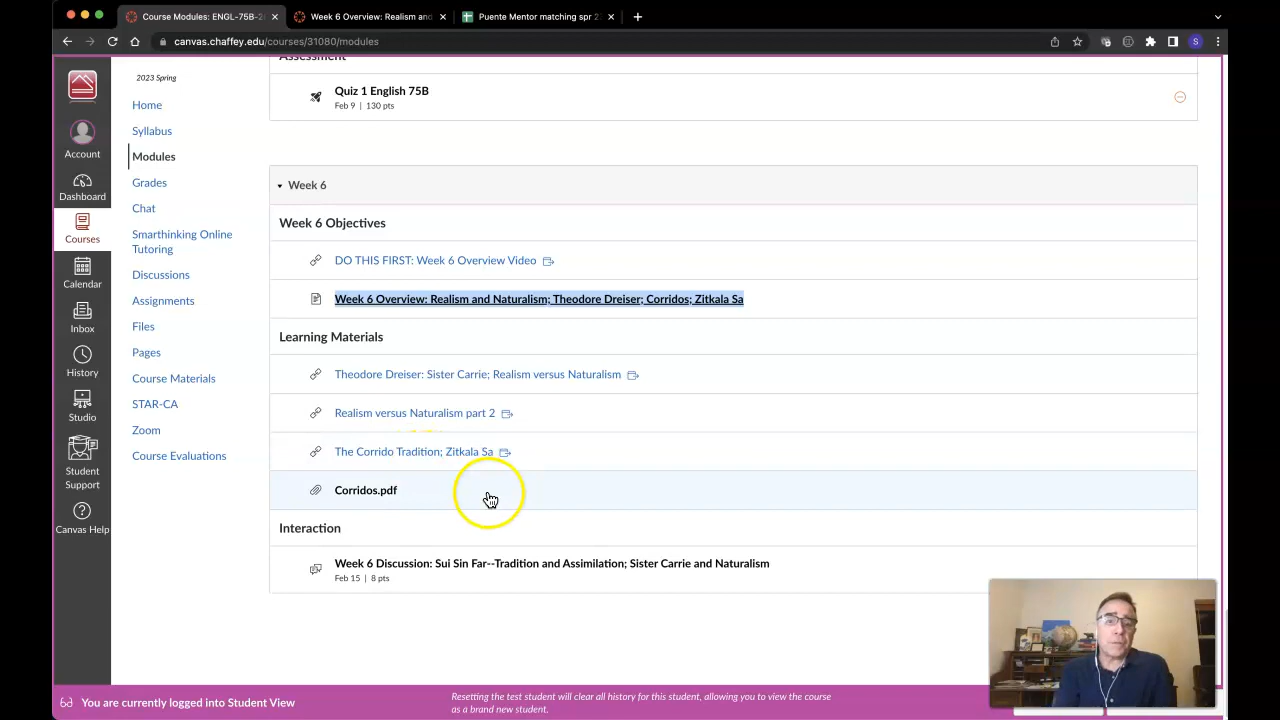 Course Modules: ENGL-75B-2
Week 6 Overview: Realism and
Puente Mentor matching spr 2
canvas.chaffey.edu/courses/31080/modules
S
2023 Spring
Home
Syllabus
Modules
Grades
Chat
Smarthinking Online
Tutoring
Discussions
Assignments
Files
Pages
Course Materials
STAR-CA
Zoom
Course Evaluations
Account
Dashboard
Courses
Calendar
Inbox
History
Studio
Student
Support
Canvas Help
Assessment
Quiz 1 English 75B
Feb 9 | 130 pts
Week 6
Week 6 Objectives
DO THIS FIRST: Week 6 Overview Video
Week 6 Overview: Realism and Naturalism; Theodore Dreiser; Corridos; Zitkala Sa
Learning Materials
Theodore Dreiser: Sister Carrie; Realism versus Naturalism
Realism versus Naturalism part 2
The Corrido Tradition; Zitkala Sa
Corridos.pdf
Interaction
Week 6 Discussion: Sui Sin Far--Tradition and Assimilation; Sister Carrie and Naturalism
Feb 15 | 8 pts
You are currently logged into Student View
Resetting the test student will clear all history for this student, allowing you to view the course
as a brand new student.